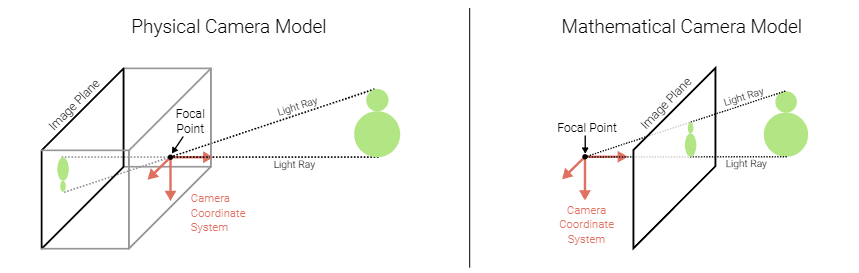 Physical Camera Model
Image Plane
Focal
Point
Light Ray
Light Ray
Camera
Coordinate
System
Mathematical Camera Model
Image Plane
Focal Point
Light Ray
Light Ray
Camera
Coordinate
System